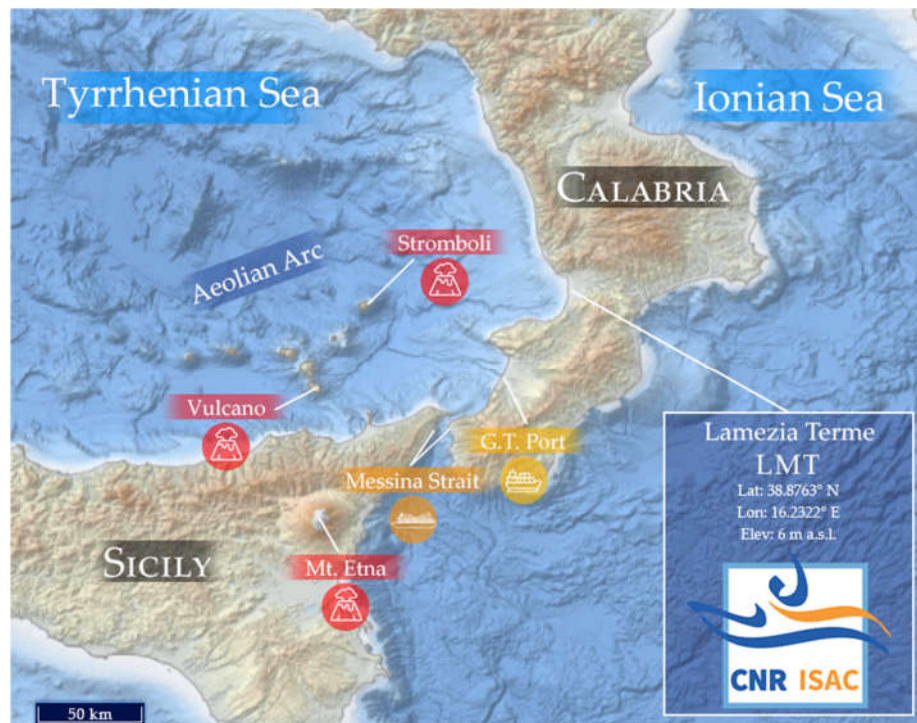 Tyrrhenian Sea
Ionian Sea
CALABRIA
Stromboli
Aeolian Arc
Vulcano
G.T. Port
Messina Strait
Lamezia Terme
LMT
Lat: 38.8763° N
Lon: 16.2322° E
Elev: 6 m a.s.l.
SICILY
Mt. Etna
CNR ISAC
50 km